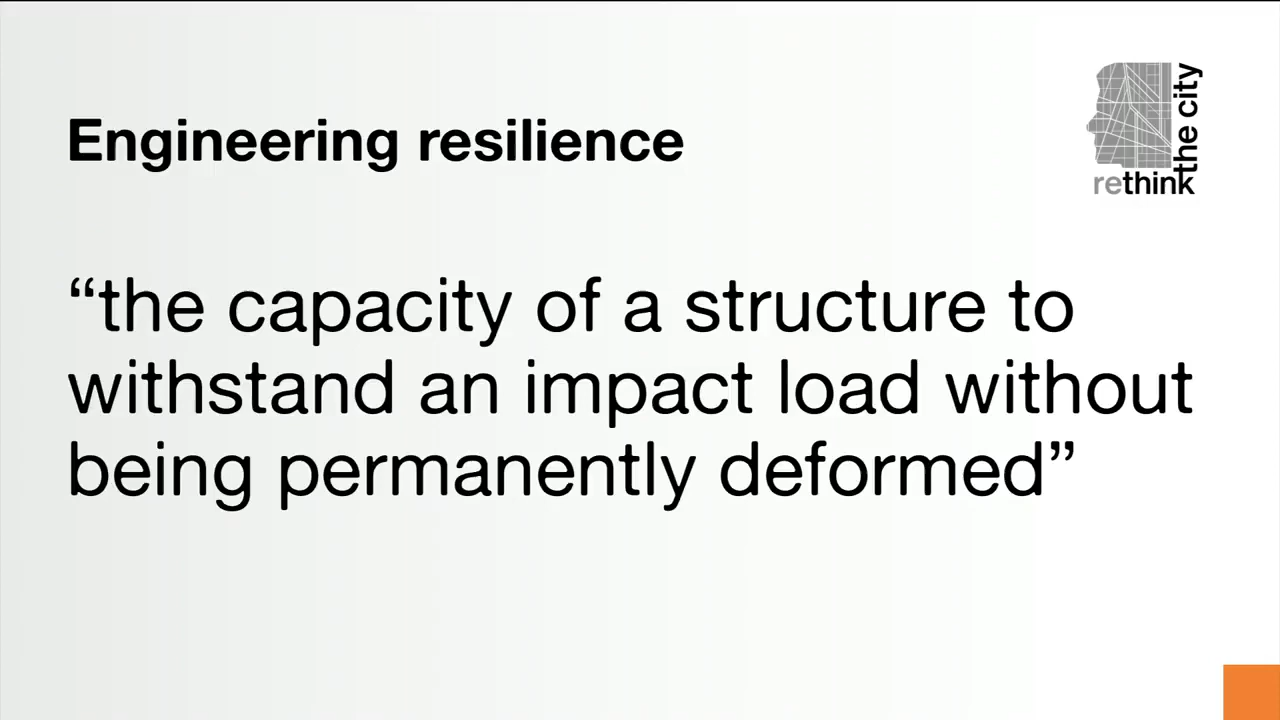 Engineering resilience
rethink
the city
“the capacity of a structure to
withstand an impact load without
being permanently deformed”